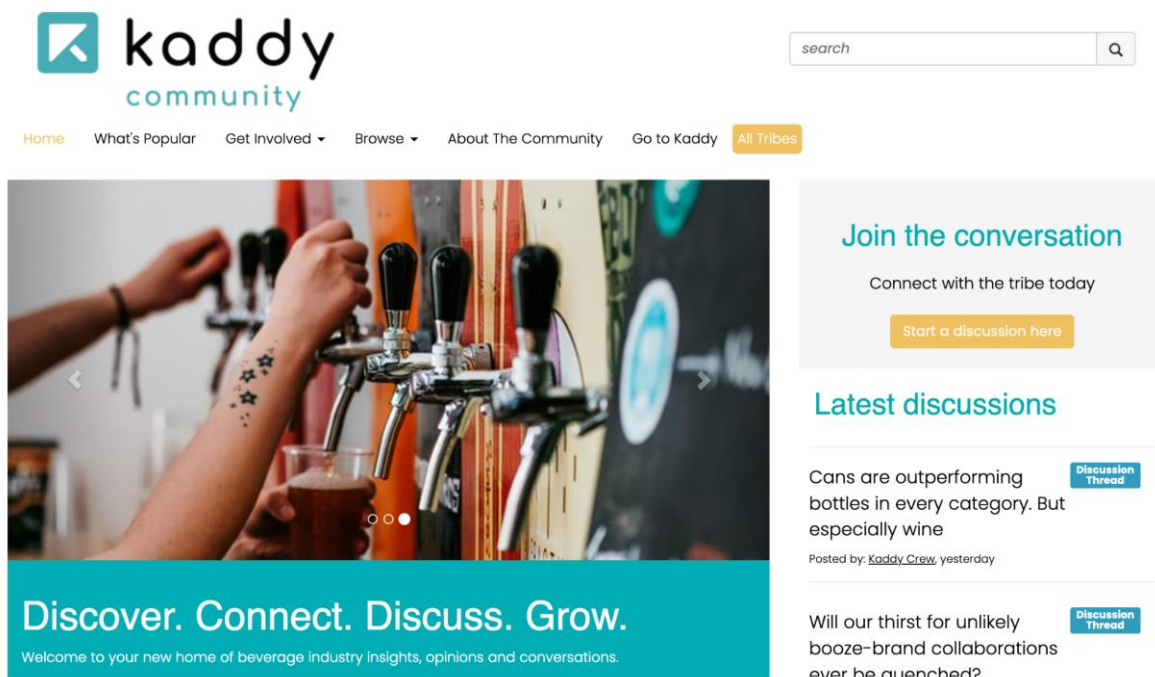 kaddy
community
search
Home What's Popular Get Involved Browse About The Community Go to Kaddy All Tribes
Join the conversation
Connect with the tribe today
Start a discussion here
Latest discussions
Cans are outperforming
bottles in every category. But
especially wine
Discussion
Thread
Posted by: Kaddy Crew, yesterday
Will our thirst for unlikely
booze-brand collaborations
ever be quenched?
Discussion
Thread
Discover. Connect. Discuss. Grow.
Welcome to your new home of beverage industry insights, opinions and conversations.